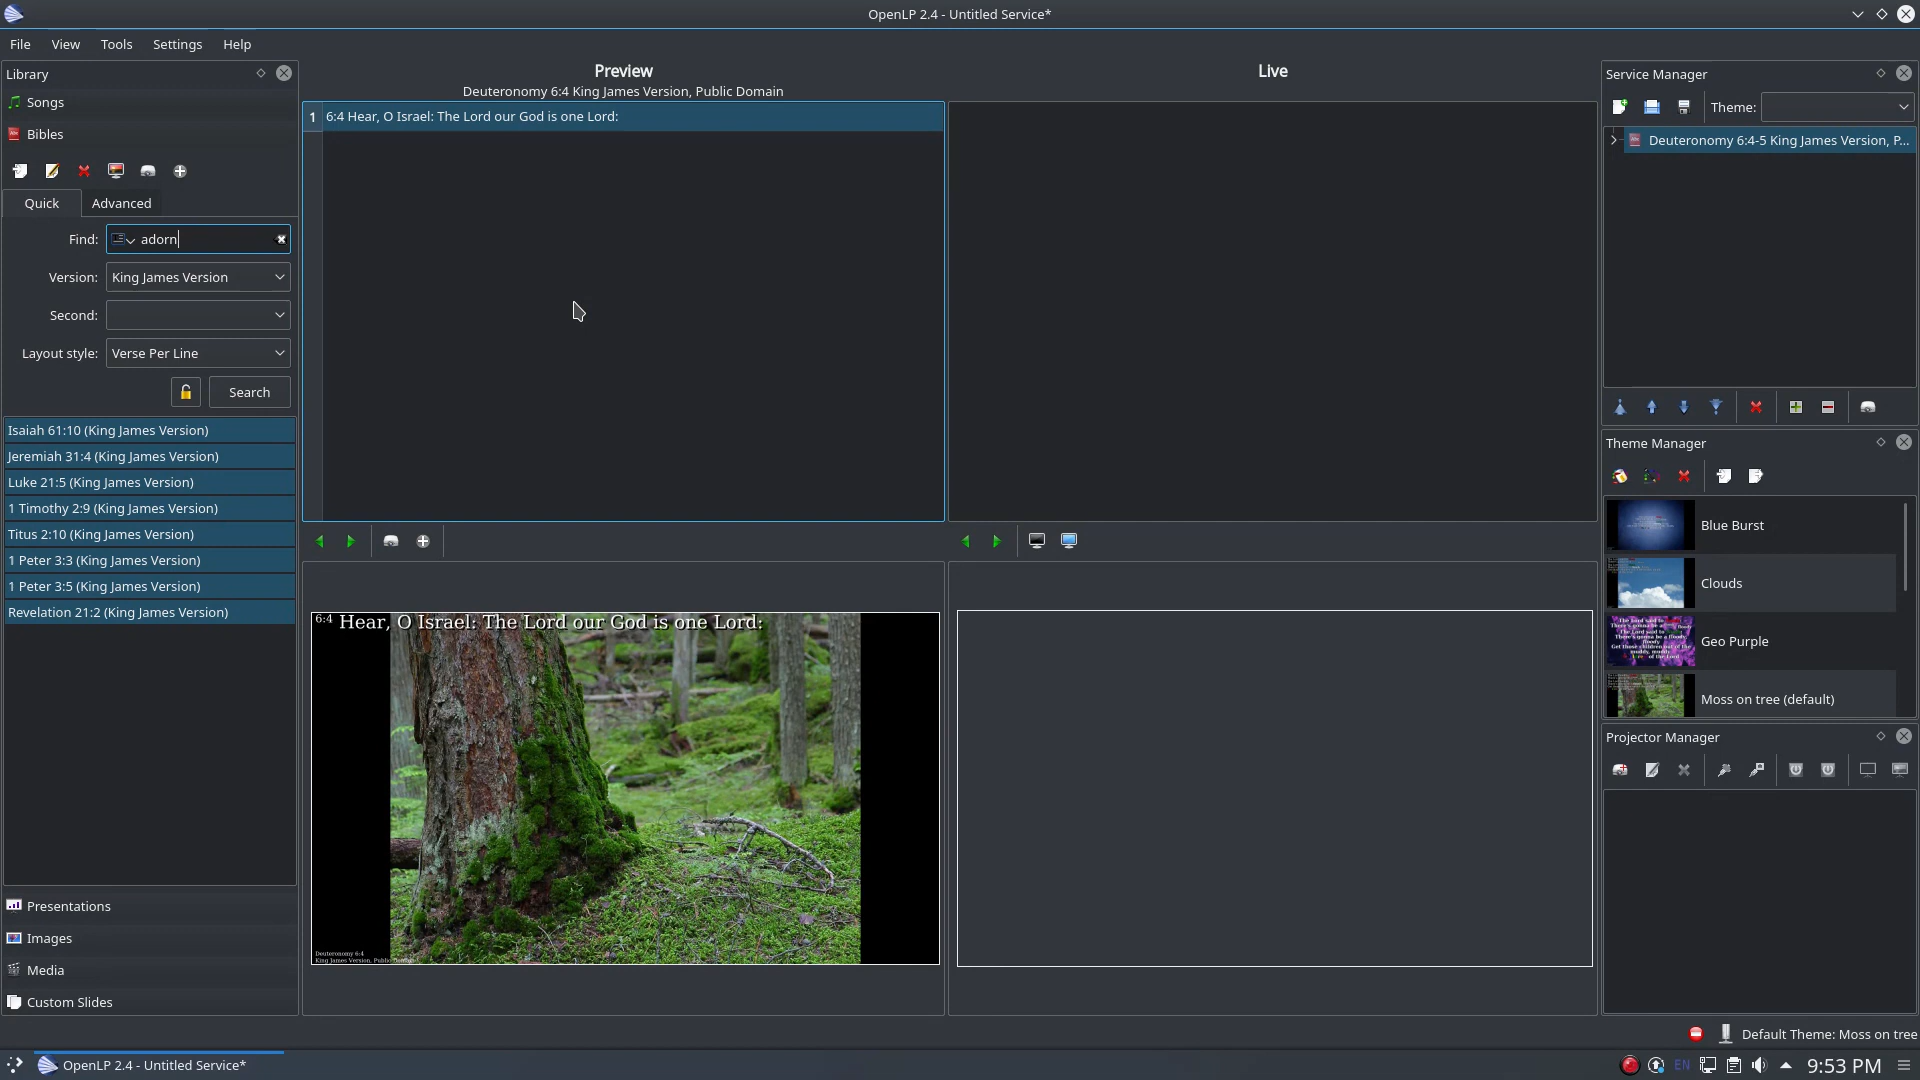 OpenLP 2.4 - Untitled Service*
File View Tools Settings Help
Library
Songs
Bibles
Quick Advanced
Find: adorn
Version: King James Version
Second:
Layout style: Verse Per Line
Search
Isaiah 61:10 (King James Version)
Jeremiah 31:4 (King James Version)
Luke 21:5 (King James Version)
1 Timothy 2:9 (King James Version)
Titus 2:10 (King James Version)
1 Peter 3:3 (King James Version)
1 Peter 3:5 (King James Version)
Revelation 21:2 (King James Version)
Presentations
Images
Media
Custom Slides
Preview
Deuteronomy 6:4 King James Version, Public Domain
1 6:4 Hear, O Israel: The Lord our God is one Lord:
6:4 Hear, O Israel: The Lord our God is one Lord:
Deuteronomy 6:4
King James Version, Public Domain
Live
Service Manager
Theme:
Deuteronomy 6:4-5 King James Version, P...
Theme Manager
Blue Burst
Clouds
Geo Purple
Moss on tree (default)
Projector Manager
Default Theme: Moss on tree
OpenLP 2.4 - Untitled Service*
EN
9:53 PM